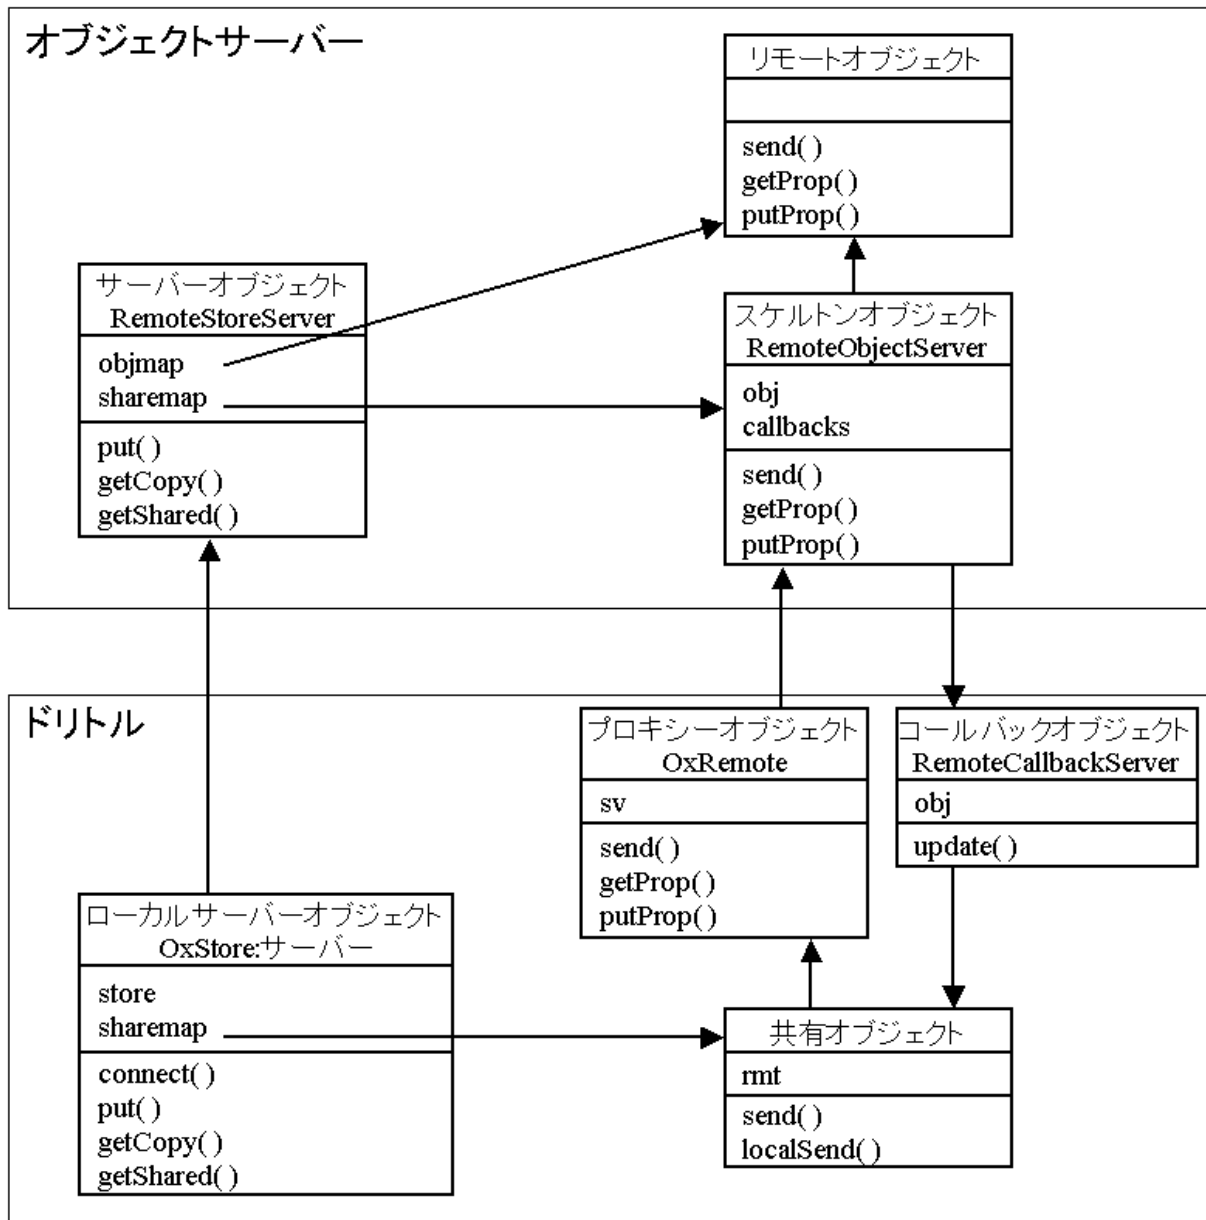 オブジェクトサーバー
リモートオブジェクト
send()
getProp()
putProp()
サーバーオブジェクト
RemoteStoreServer
objmap
sharemap
put()
getCopy()
getShared()
スケルトンオブジェクト
RemoteObjectServer
obj
callbacks
send()
getProp()
putProp()
ドリトル
プロキシーオブジェクト
OxRemote
sv
send()
getProp()
putProp()
コールバックオブジェクト
RemoteCallbackServer
obj
update()
ローカルサーバーオブジェクト
OxStore:サーバー
store
sharemap
connect()
put()
getCopy()
getShared()
共有オブジェクト
rmt
send()
localSend()